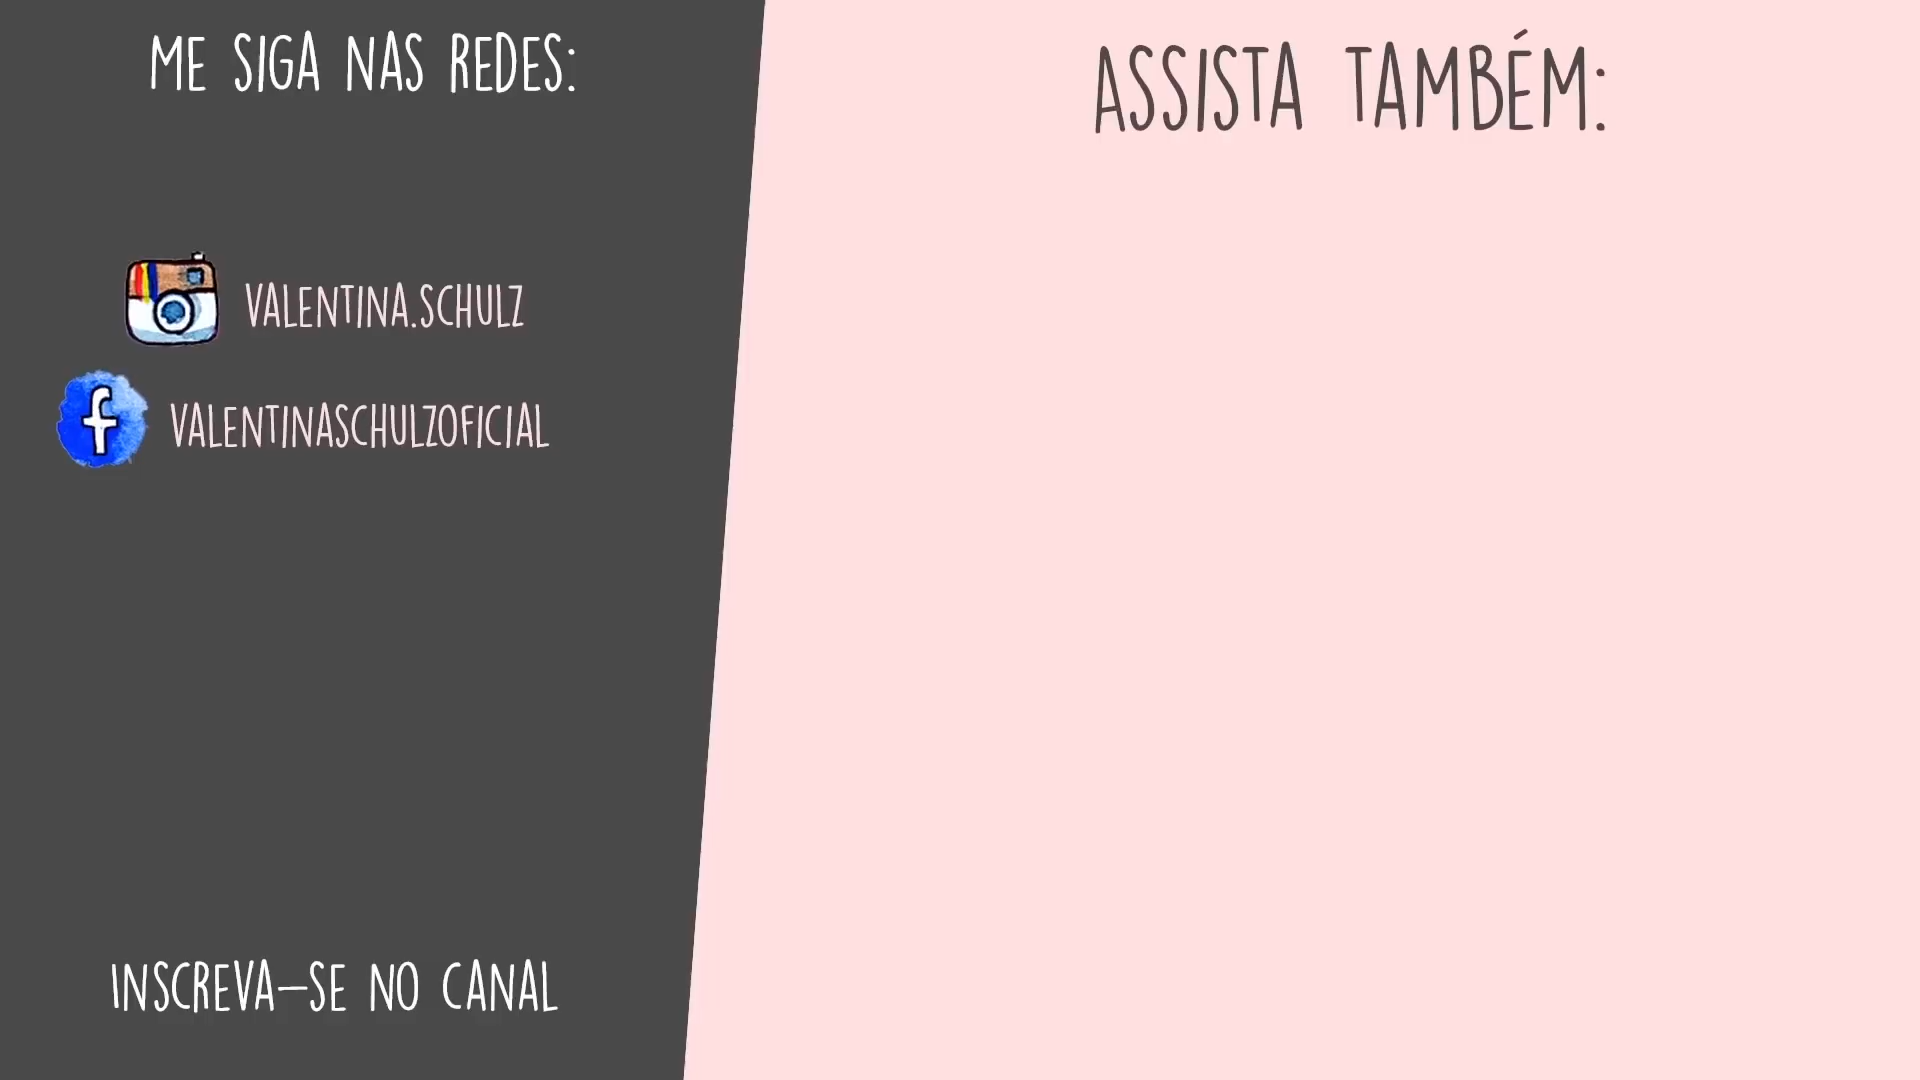 ME SIGA NAS REDES:
VALENTINA.SCHULZ
VALENTINASCHULZOFICIAL
INSCREVA-SE NO CANAL
ASSISTA TAMBÉM: